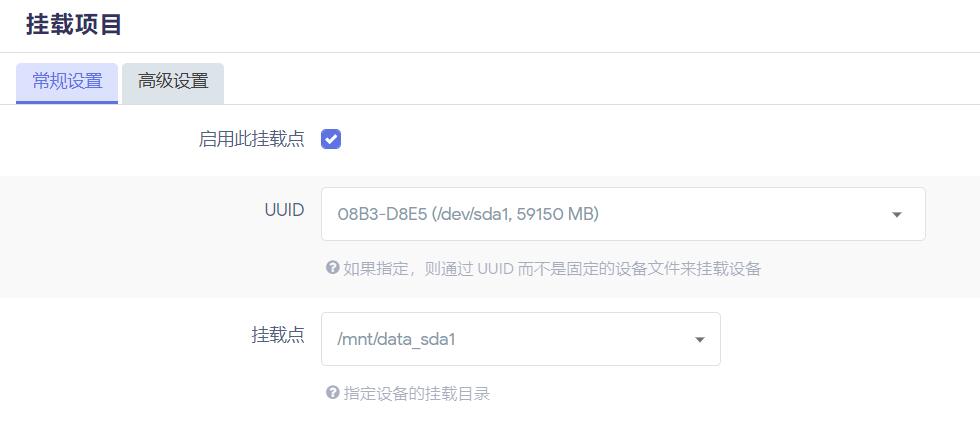 挂载项目
常规设置 高级设置
启用此挂载点
UUID 08B3-D8E5 (/dev/sda1, 59150 MB)
如果指定，则通过 UUID 而不是固定的设备文件来挂载设备
挂载点 /mnt/data_sda1
指定设备的挂载目录